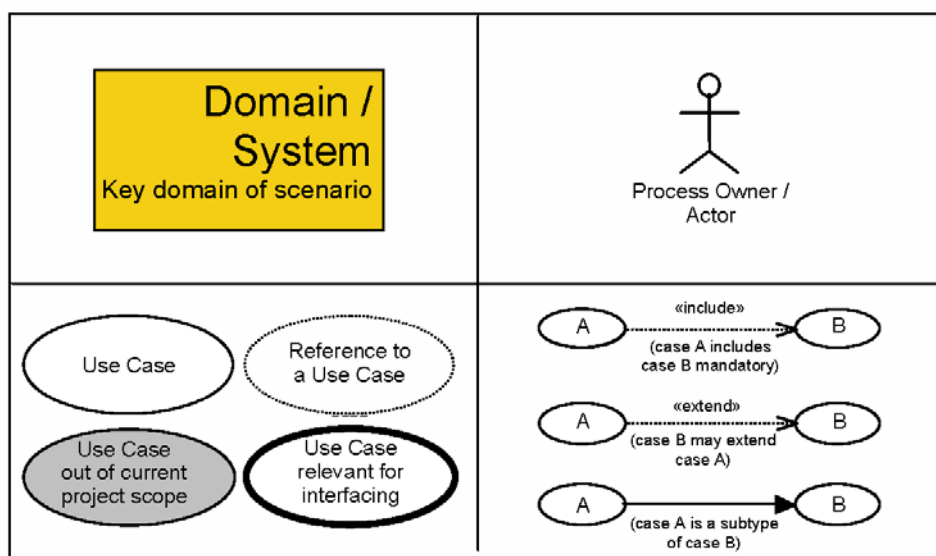 Domain /
System
Key domain of scenario
Process Owner /
Actor
Use Case
Reference to
a Use Case
Use Case
out of current
project scope
Use Case
relevant for
interfacing
A
«include»
B
(case A includes
case B mandatory)
A
«extend»
B
(case B may extend
case A)
A
B
(case A is a subtype
of case B)